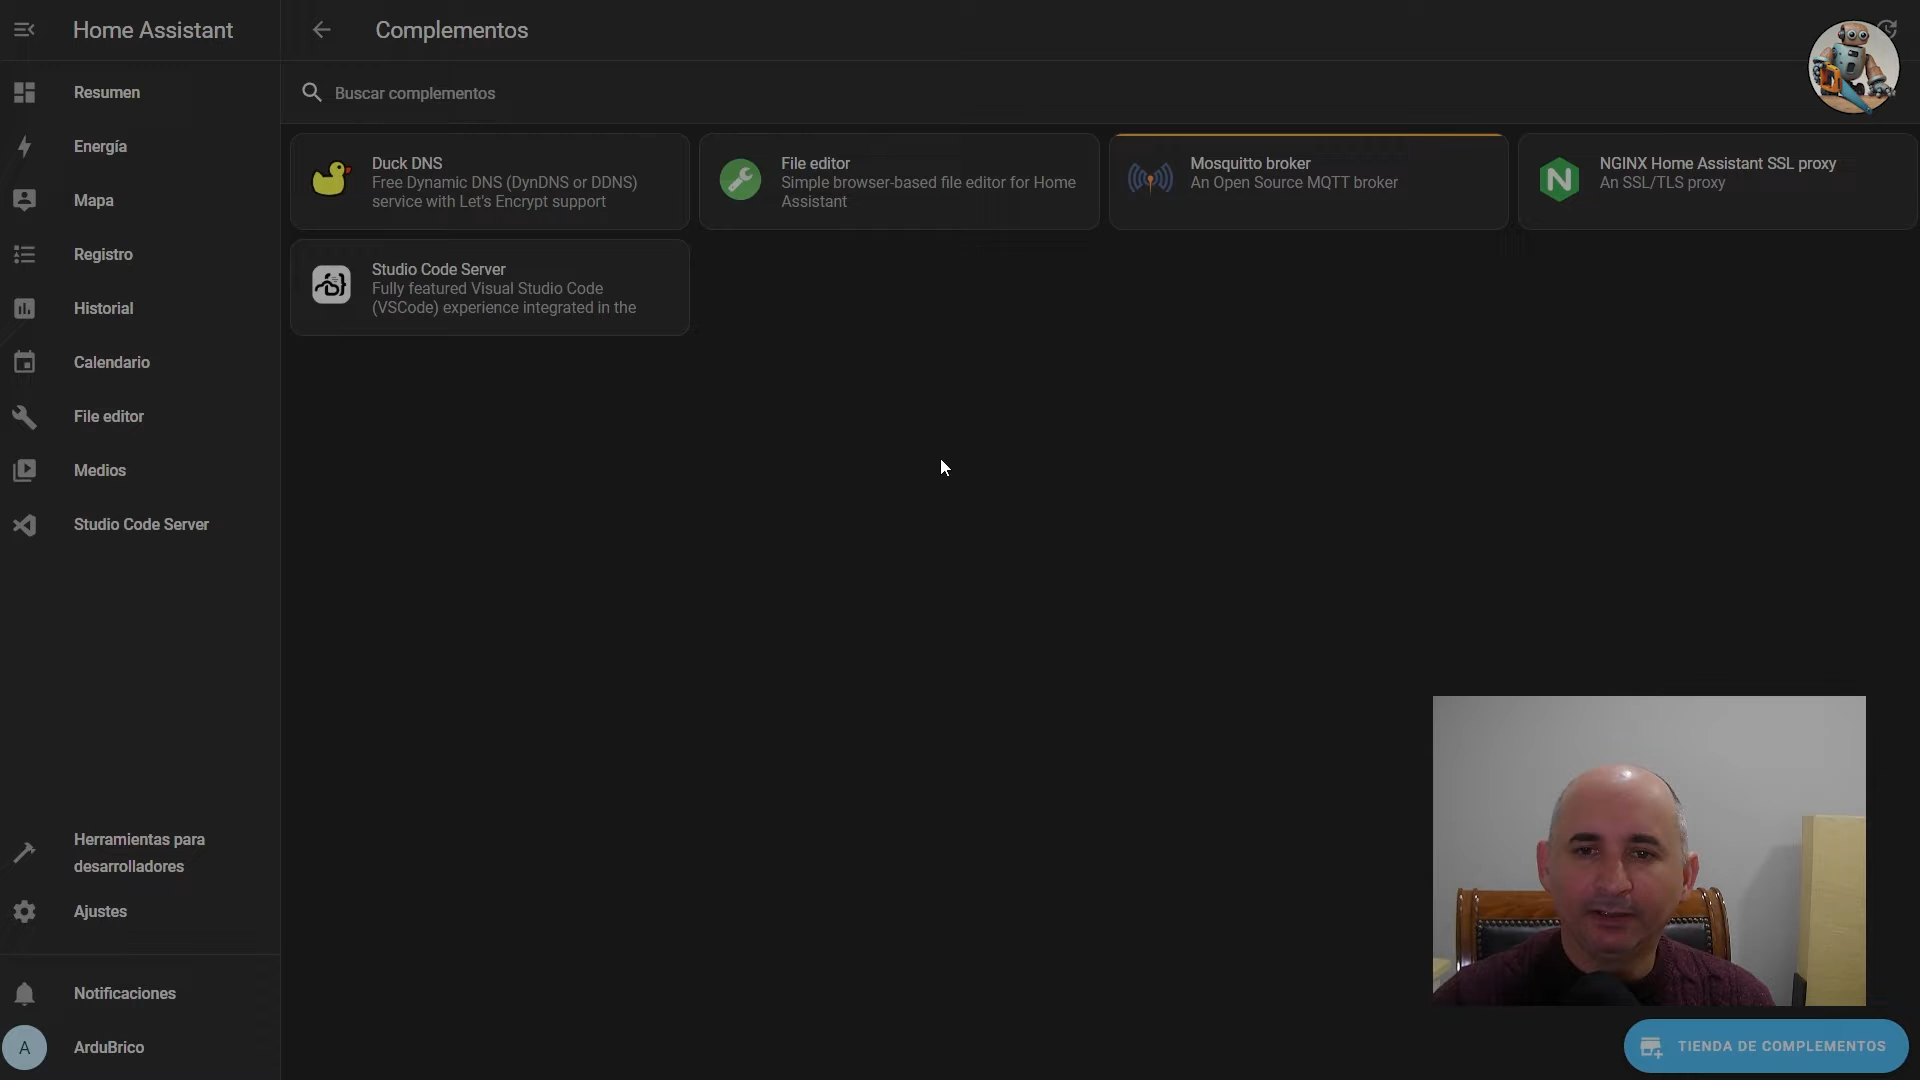 Home Assistant
Complementos
Buscar complementos
Resumen
Energía
Mapa
Registro
Historial
Calendario
File editor
Medios
Studio Code Server
Herramientas para
desarrolladores
Ajustes
Notificaciones
A
ArduBrico
Duck DNS
Free Dynamic DNS (DynDNS or DDNS)
service with Let's Encrypt support
File editor
Simple browser-based file editor for Home
Assistant
Mosquitto broker
An Open Source MQTT broker
N
NGINX Home Assistant SSL proxy
An SSL/TLS proxy
Studio Code Server
Fully featured Visual Studio Code
(VSCode) experience integrated in the
TIENDA DE COMPLEMENTOS